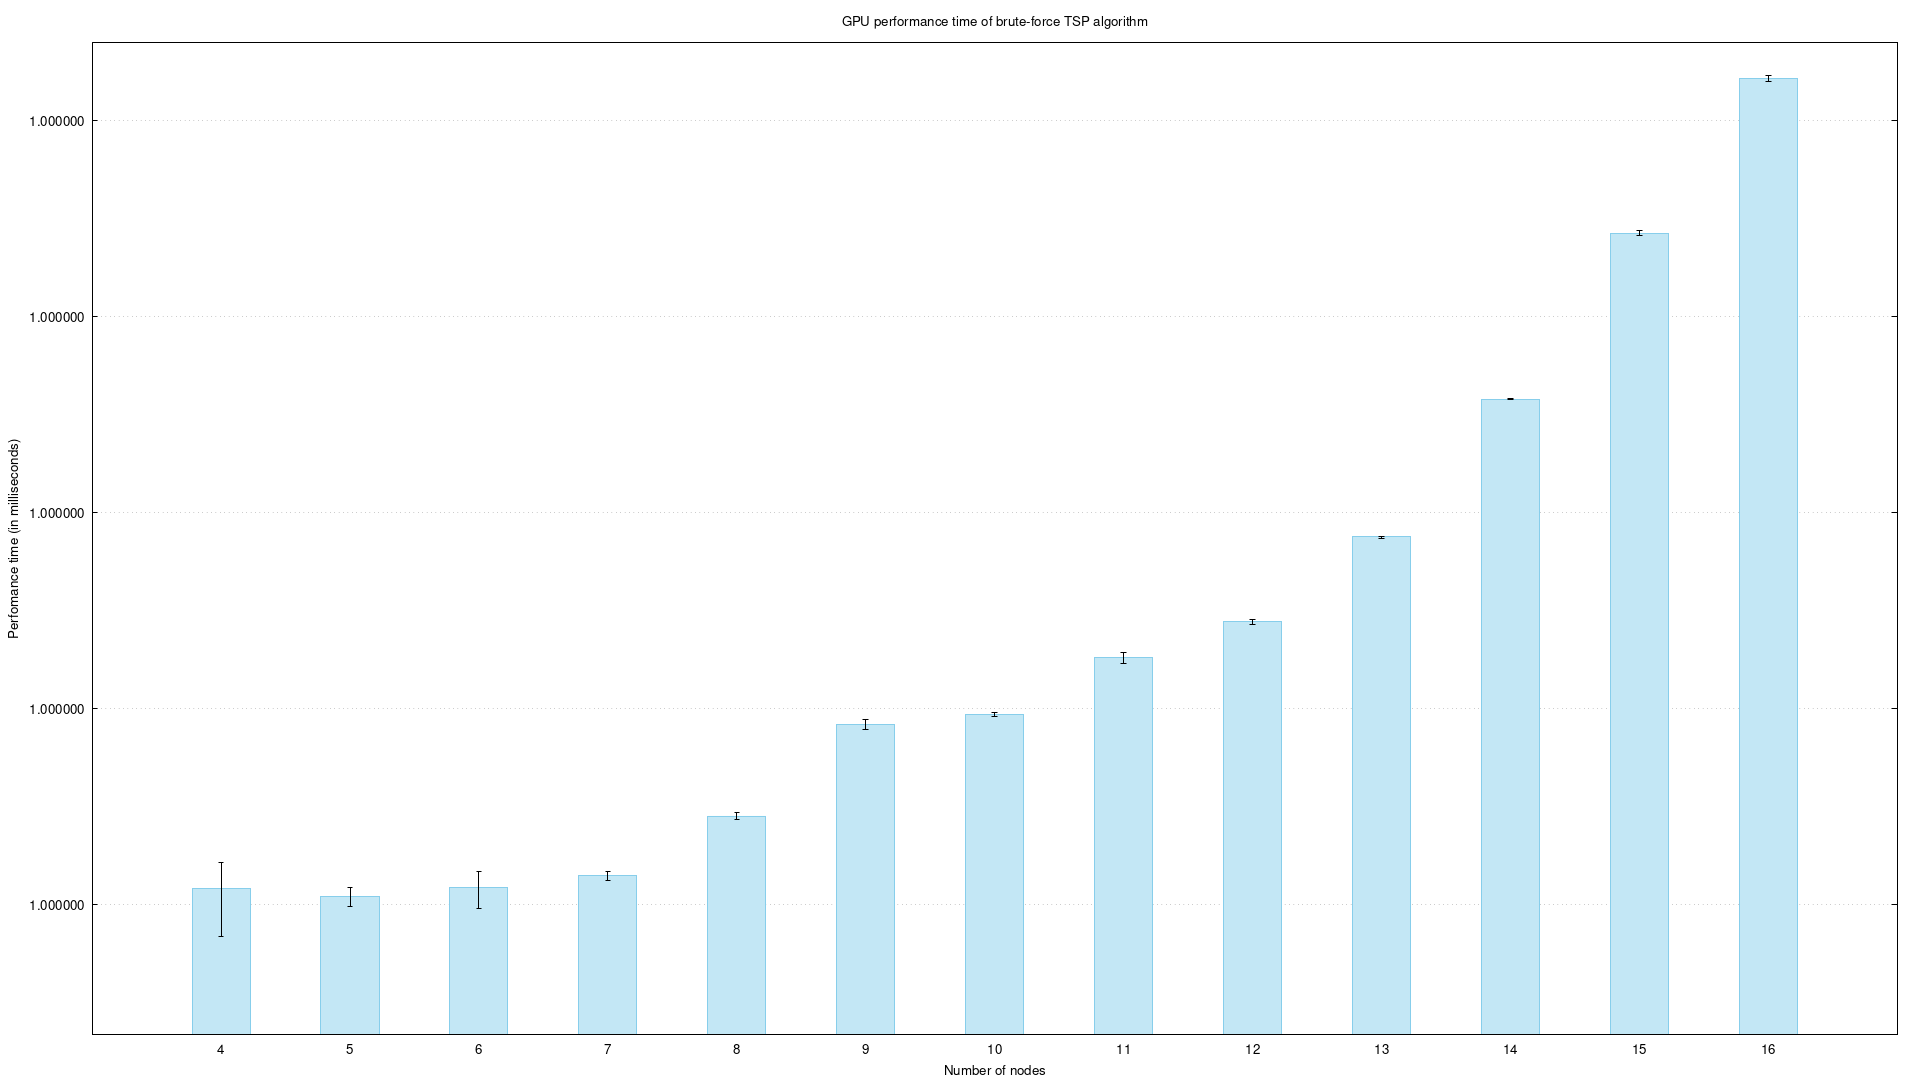 GPU performance time of brute-force TSP algorithm
1.000000
1.000000
1.000000
1.000000
1.000000
Perfomance time (in milliseconds)
4 5 6 7 8 9 10 11 12 13 14 15 16
Number of nodes